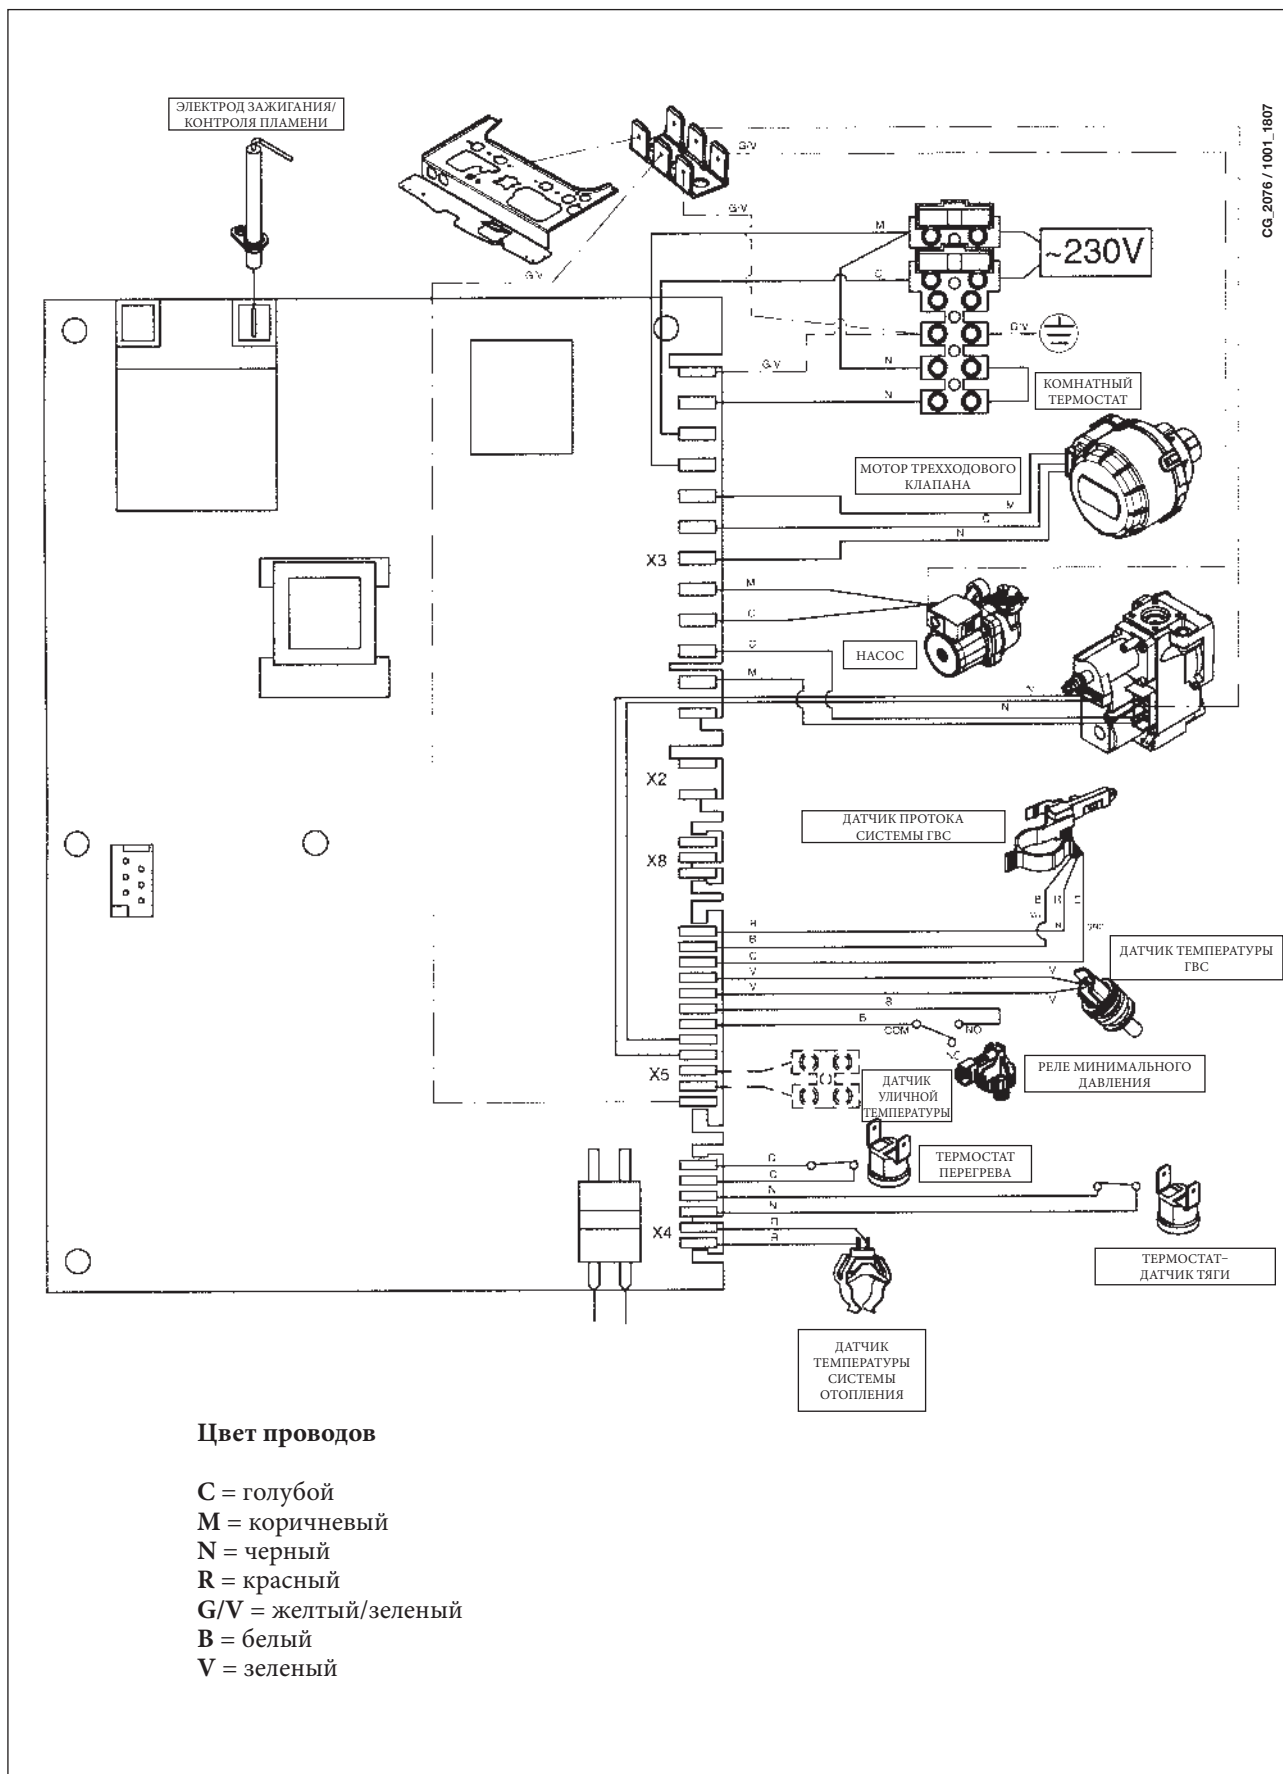 ЭЛЕКТРОД ЗАЖИГАНИЯ/
КОНТРОЛЯ ПЛАМЕНИ
CG_2076 / 1001_1807
G/V
G/V
G/V
M
~230V
C
G/V
G/V
N
N
КОМНАТНЫЙ
ТЕРМОСТАТ
МОТОР ТРЕХХОДОВОГО
КЛАПАНА
M
C
N
X3
M
C
НАСОС
M
N
N
X2
ДАТЧИК ПРОТОКА
СИСТЕМЫ ГВС
X8
B
R
N
B
C
ДАТЧИК ТЕМПЕРАТУРЫ
ГВС
V
V
V
V
B
B
COM
NO
РЕЛЕ МИНИМАЛЬНОГО
ДАВЛЕНИЯ
X5
ДАТЧИК
УЛИЧНОЙ
ТЕМПЕРАТУРЫ
ТЕРМОСТАТ
ПЕРЕГРЕВА
C
C
N
N
X4
R
ТЕРМОСТАТ–
ДАТЧИК ТЯГИ
ДАТЧИК
ТЕМПЕРАТУРЫ
СИСТЕМЫ
ОТОПЛЕНИЯ
Цвет проводов
C = голубой
M = коричневый
N = черный
R = красный
G/V = желтый/зеленый
B = белый
V = зеленый